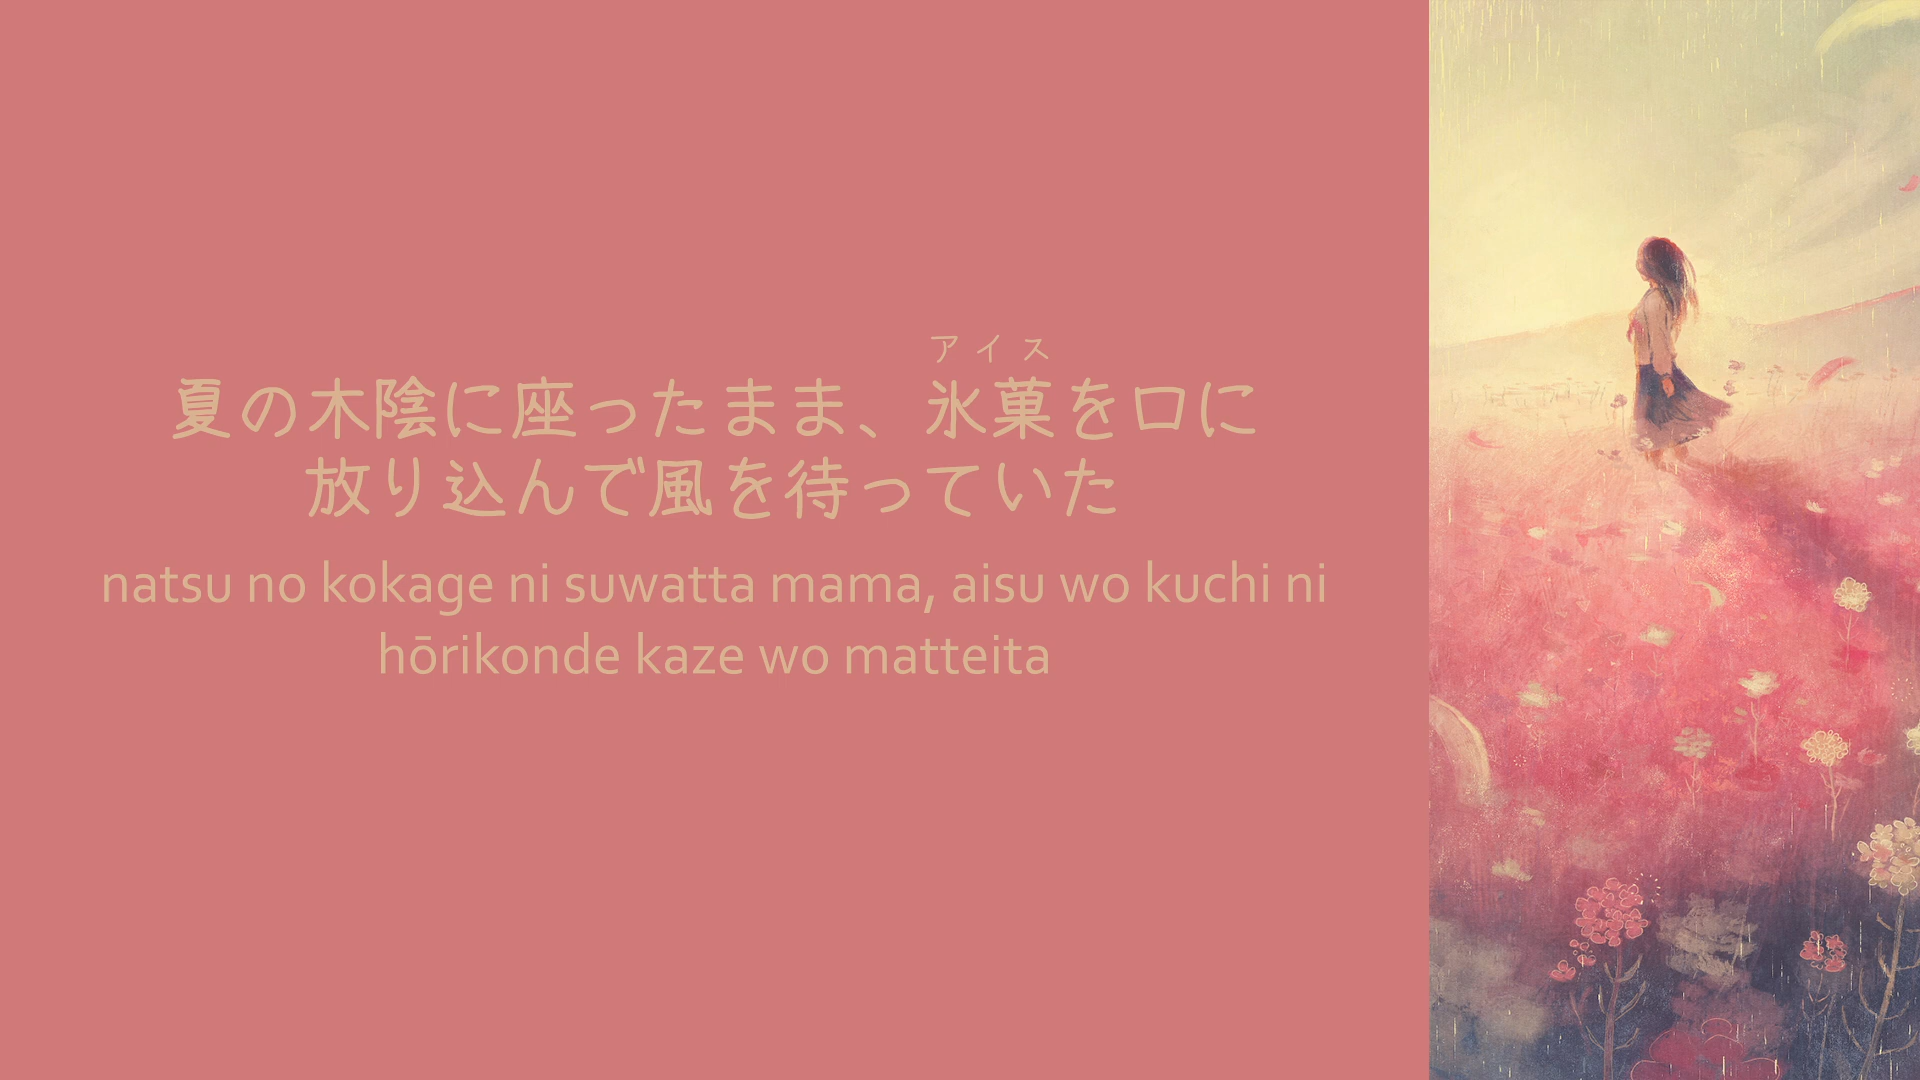 アイス
夏の木陰に座ったまま、氷菓を口に
放り込んで風を待っていた
natsu no kokage ni suwatta mama, aisu wo kuchi ni
hōrikonde kaze wo matteita